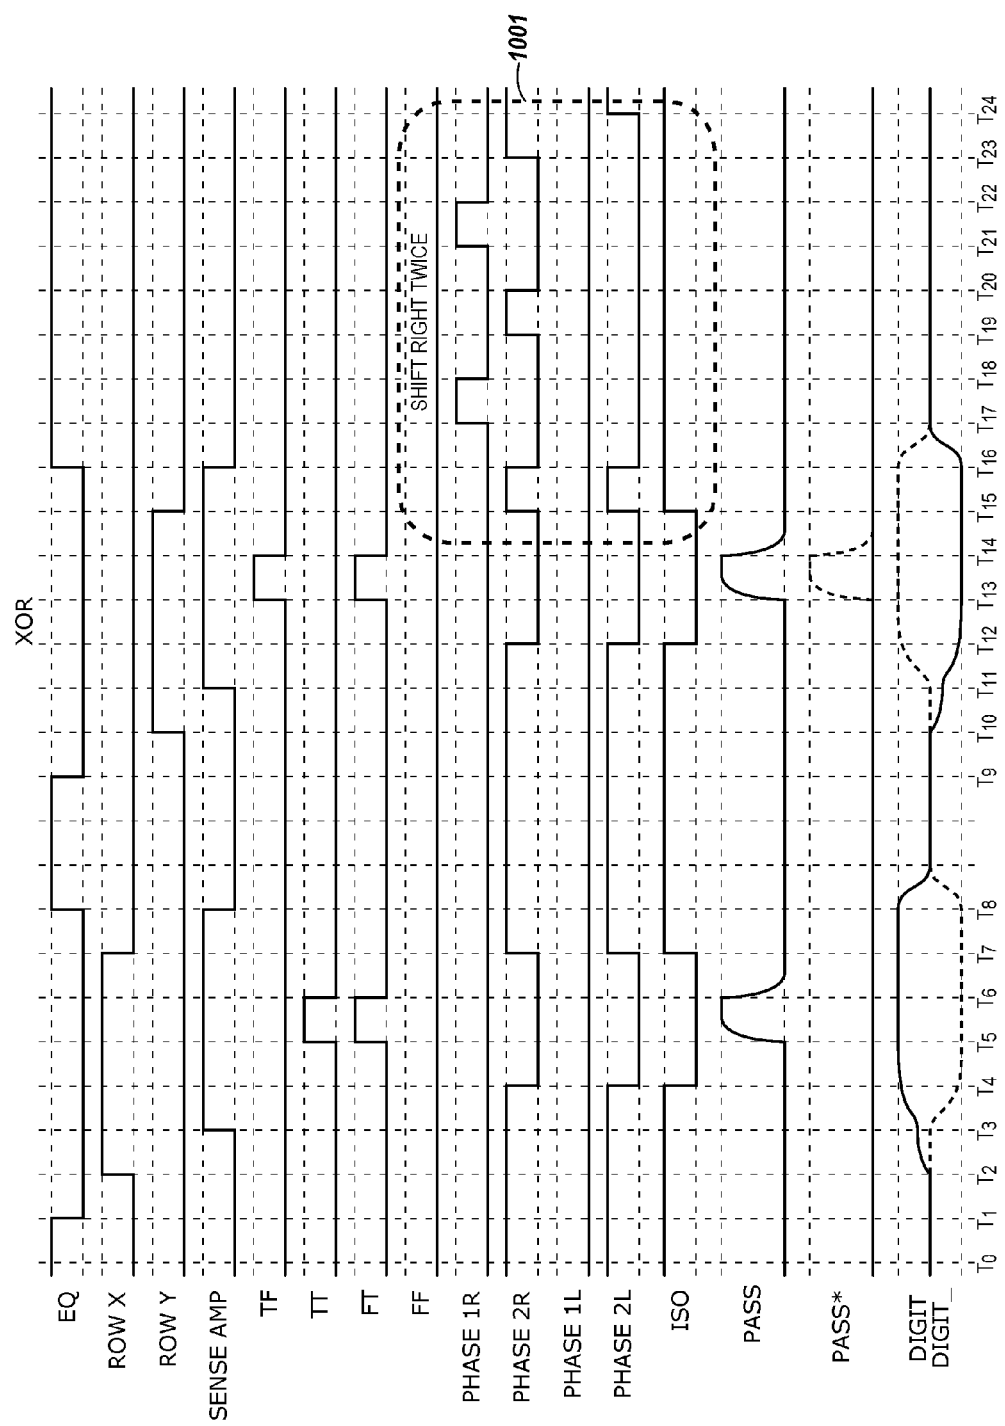 XOR
EQ
ROW X
ROW Y
SENSE AMP
TF
TT
FT
FF
PHASE 1R
PHASE 2R
PHASE 1L
PHASE 2L
ISO
PASS
PASS*
DIGIT
DIGIT_
SHIFT RIGHT TWICE
1001
T0 T1 T2 T3 T4 T5 T6 T7 T8 T9 T10 T11 T12 T13 T14 T15 T16 T17 T18 T19 T20 T21 T22 T23 T24